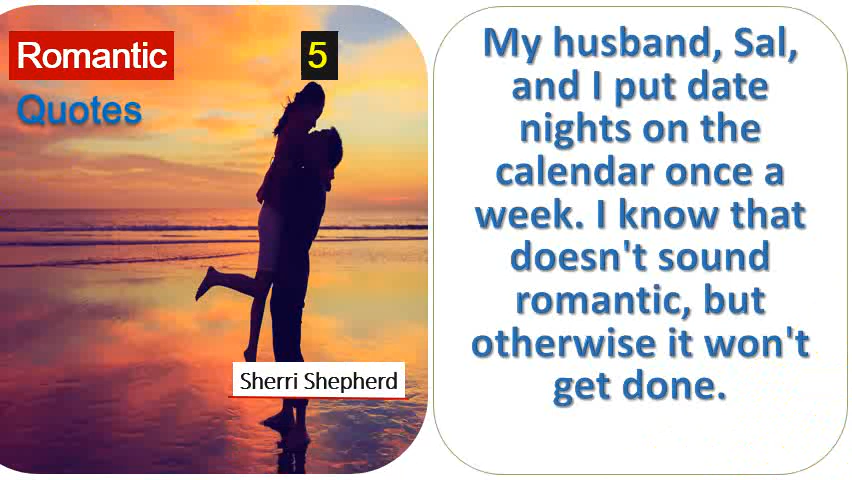 Romantic
5
Quotes
Sherri Shepherd
My husband, Sal,
and I put date
nights on the
calendar once a
week. I know that
doesn't sound
romantic, but
otherwise it won't
get done.